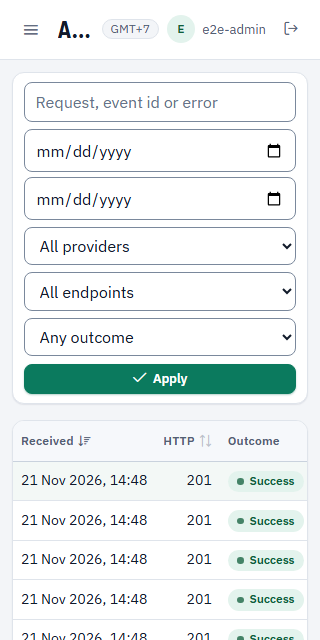 A... GMT+7 E e2e-admin
Request, event id or error
mm/dd/yyyy
mm/dd/yyyy
All providers
All endpoints
Any outcome
Apply
Received HTTP Outcome
21 Nov 2026, 14:48 201 Success
21 Nov 2026, 14:48 201 Success
21 Nov 2026, 14:48 201 Success
21 Nov 2026, 14:48 201 Success